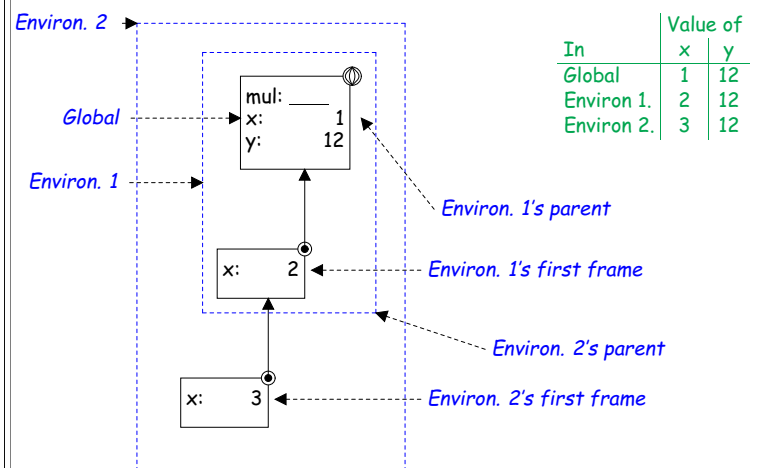 Environ. 2
Value of
In x y
Global 1 12
Environ 1. 2 12
Environ 2. 3 12
mul: ____
x: 1
y: 12
Global
Environ. 1
Environ. 1's parent
x: 2
Environ. 1's first frame
Environ. 2's parent
x: 3
Environ. 2's first frame